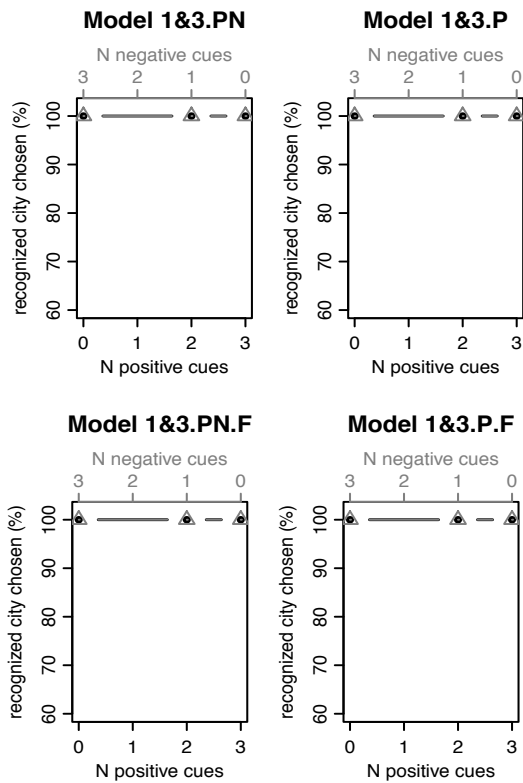 Model 1&3.PN
N negative cues
3 2 1 0
recognized city chosen (%)
100
90
80
70
60
0 1 2 3
N positive cues
Model 1&3.P
N negative cues
3 2 1 0
recognized city chosen (%)
100
90
80
70
60
0 1 2 3
N positive cues
Model 1&3.PN.F
N negative cues
3 2 1 0
recognized city chosen (%)
100
90
80
70
60
0 1 2 3
N positive cues
Model 1&3.P.F
N negative cues
3 2 1 0
recognized city chosen (%)
100
90
80
70
60
0 1 2 3
N positive cues